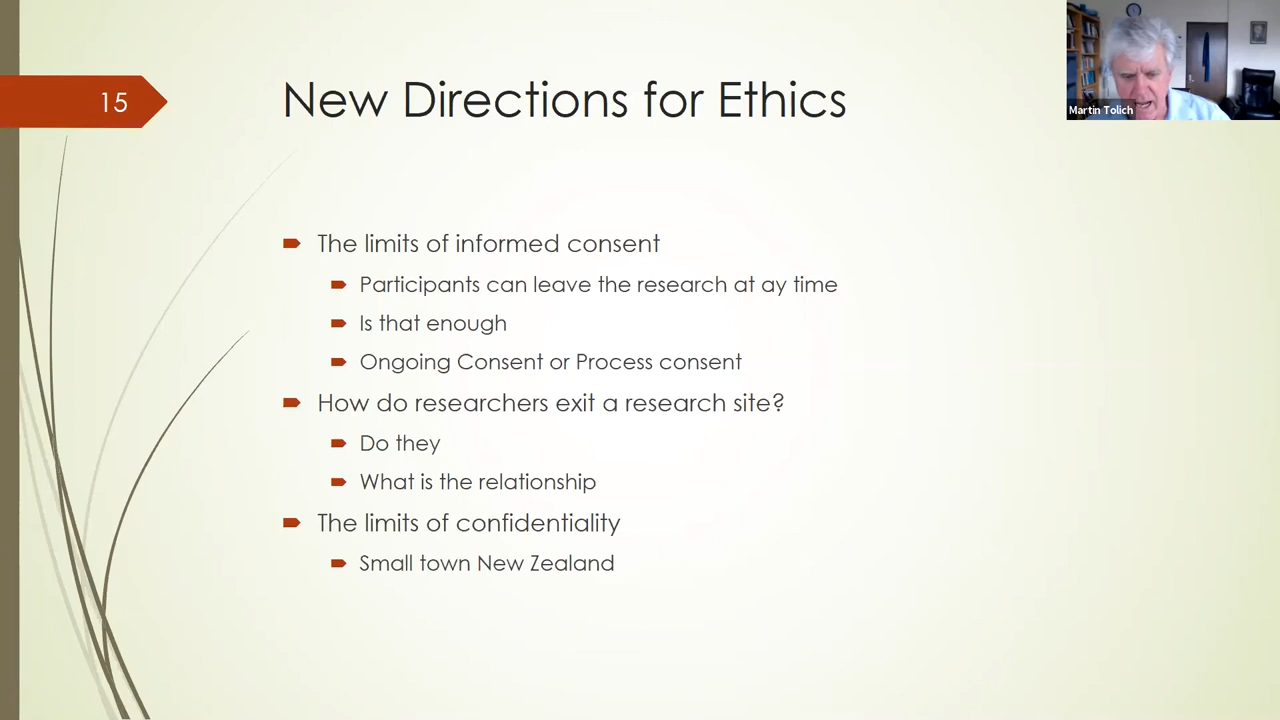 15
New Directions for Ethics
Martin Tolich
The limits of informed consent
Participants can leave the research at ay time
Is that enough
Ongoing Consent or Process consent
How do researchers exit a research site?
Do they
What is the relationship
The limits of confidentiality
Small town New Zealand